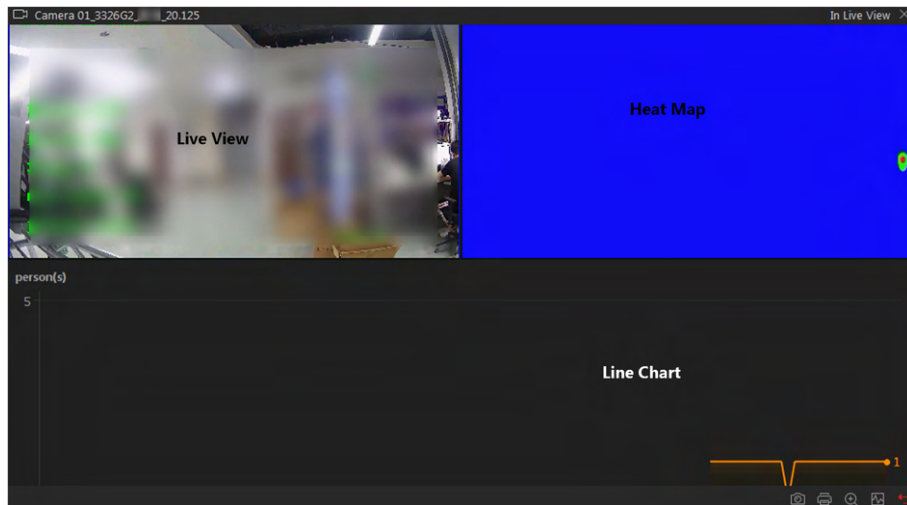 Camera 01_3326G2_ _20.125
In Live View
Live View
Heat Map
person(s)
5
Line Chart
1